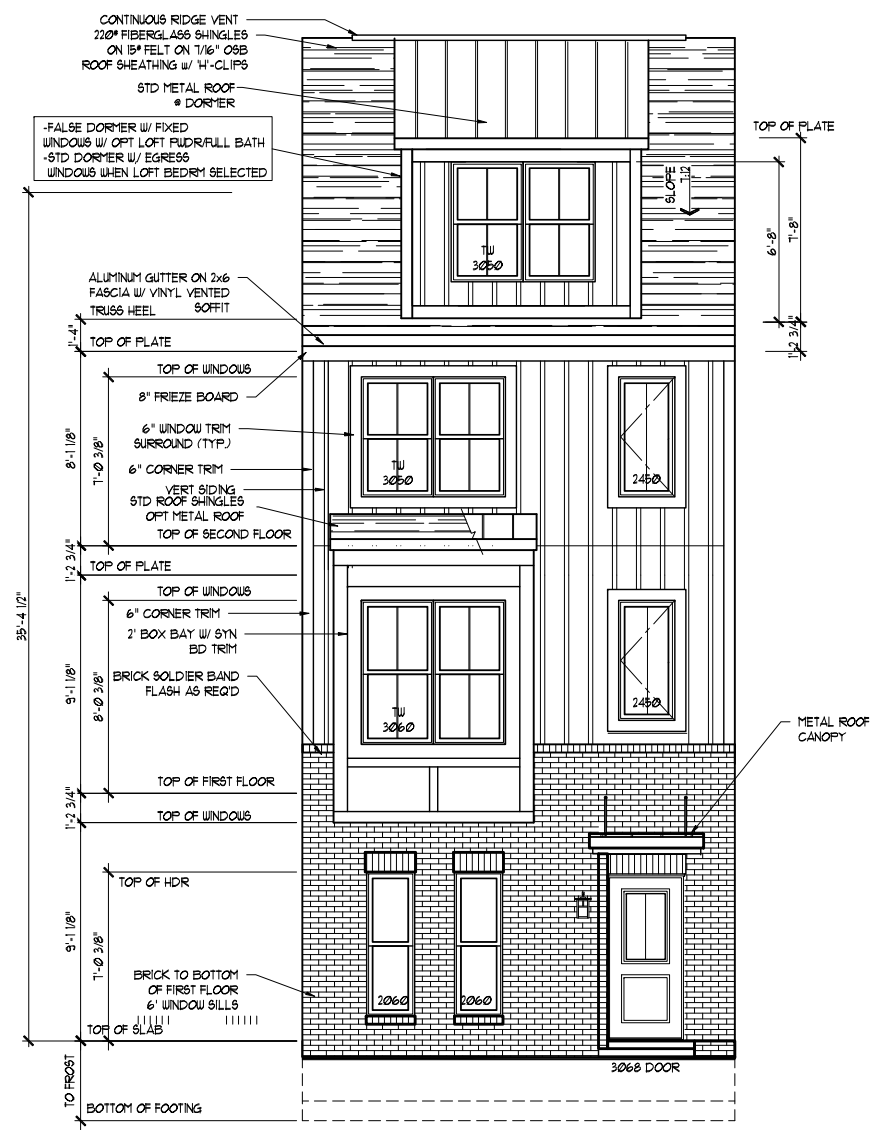 CONTINUOUS RIDGE VENT
220# FIBERGLASS SHINGLES
ON 15# FELT ON 7/16" OSB
ROOF SHEATHING w/ 'H'-CLIPS
STD METAL ROOF
@ DORMER
-FALSE DORMER W/ FIXED
WINDOWS W/ OPT LOFT PWDR/FULL BATH
-STD DORMER W/ EGRESS
WINDOWS WHEN LOFT BEDRM SELECTED
TOP OF PLATE
SLOPE
7:12
6'-8"
7'-8"
1'-2 3/4"
TW
3050
ALUMINUM GUTTER ON 2x6
FASCIA W/ VINYL VENTED
SOFFIT
TRUSS HEEL
1'-4"
TOP OF PLATE
TOP OF WINDOWS
8" FRIEZE BOARD
6" WINDOW TRIM
SURROUND (TYP.)
8'-1 1/8"
7'-0 3/8"
6" CORNER TRIM
VERT SIDING
STD ROOF SHINGLES
OPT METAL ROOF
TOP OF SECOND FLOOR
TW
3050
2450
1'-2 3/4"
TOP OF PLATE
TOP OF WINDOWS
35'-4 1/2"
6" CORNER TRIM
2' BOX BAY W/ SYN
BD TRIM
BRICK SOLDIER BAND
FLASH AS REQ'D
9'-1 1/8"
8'-0 3/8"
TW
3060
2450
METAL ROOF
CANOPY
TOP OF FIRST FLOOR
1'-2 3/4"
TOP OF WINDOWS
TOP OF HDR
9'-1 1/8"
7'-0 3/8"
BRICK TO BOTTOM
OF FIRST FLOOR
6' WINDOW SILLS
2060
2060
TOP OF SLAB
3068 DOOR
TO FROST
BOTTOM OF FOOTING